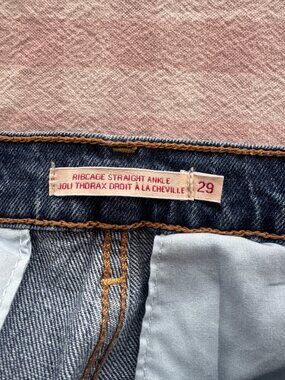 RIBCAGE STRAIGHT ANKLE
JOLI THORAX DROIT À LA CHEVILLE
29